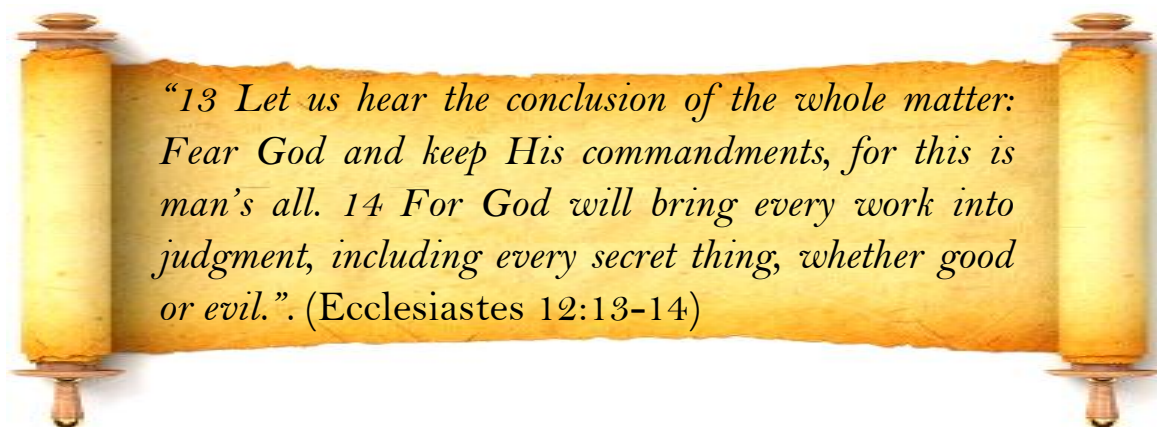 “13 Let us hear the conclusion of the whole matter:
Fear God and keep His commandments, for this is
man’s all. 14 For God will bring every work into
judgment, including every secret thing, whether good
or evil.”. (Ecclesiastes 12:13-14)